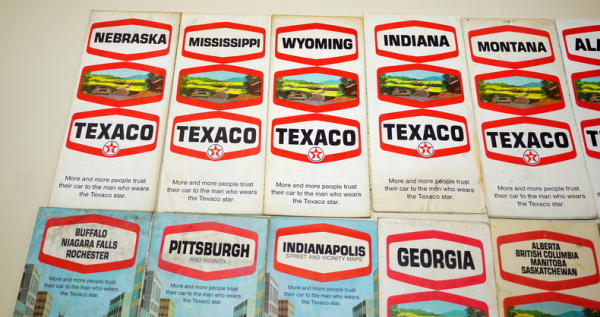 NEBRASKA
TEXACO
T
More and more people trust
their car to the man who wears
the Texaco star.
MISSISSIPPI
TEXACO
T
More and more people trust
their car to the man who wears
the Texaco star.
WYOMING
TEXACO
T
More and more people trust
their car to the man who wears
the Texaco star.
INDIANA
TEXACO
T
More and more people trust
their car to the man who wears
the Texaco star.
MONTANA
TEXACO
T
More and more people trust
their car to the man who wears
the Texaco star.
BUFFALO
NIAGARA FALLS
ROCHESTER
More and more people trust
their car to the man who wears
the Texaco star.
PITTSBURGH
AND VICINITY
More and more people trust
their car to the man who wears
the Texaco star.
INDIANAPOLIS
STREET AND VICINITY MAPS
More and more people trust
their car to the man who wears
the Texaco star.
GEORGIA
ALBERTA
BRITISH COLUMBIA
MANITOBA
SASKATCHEWAN